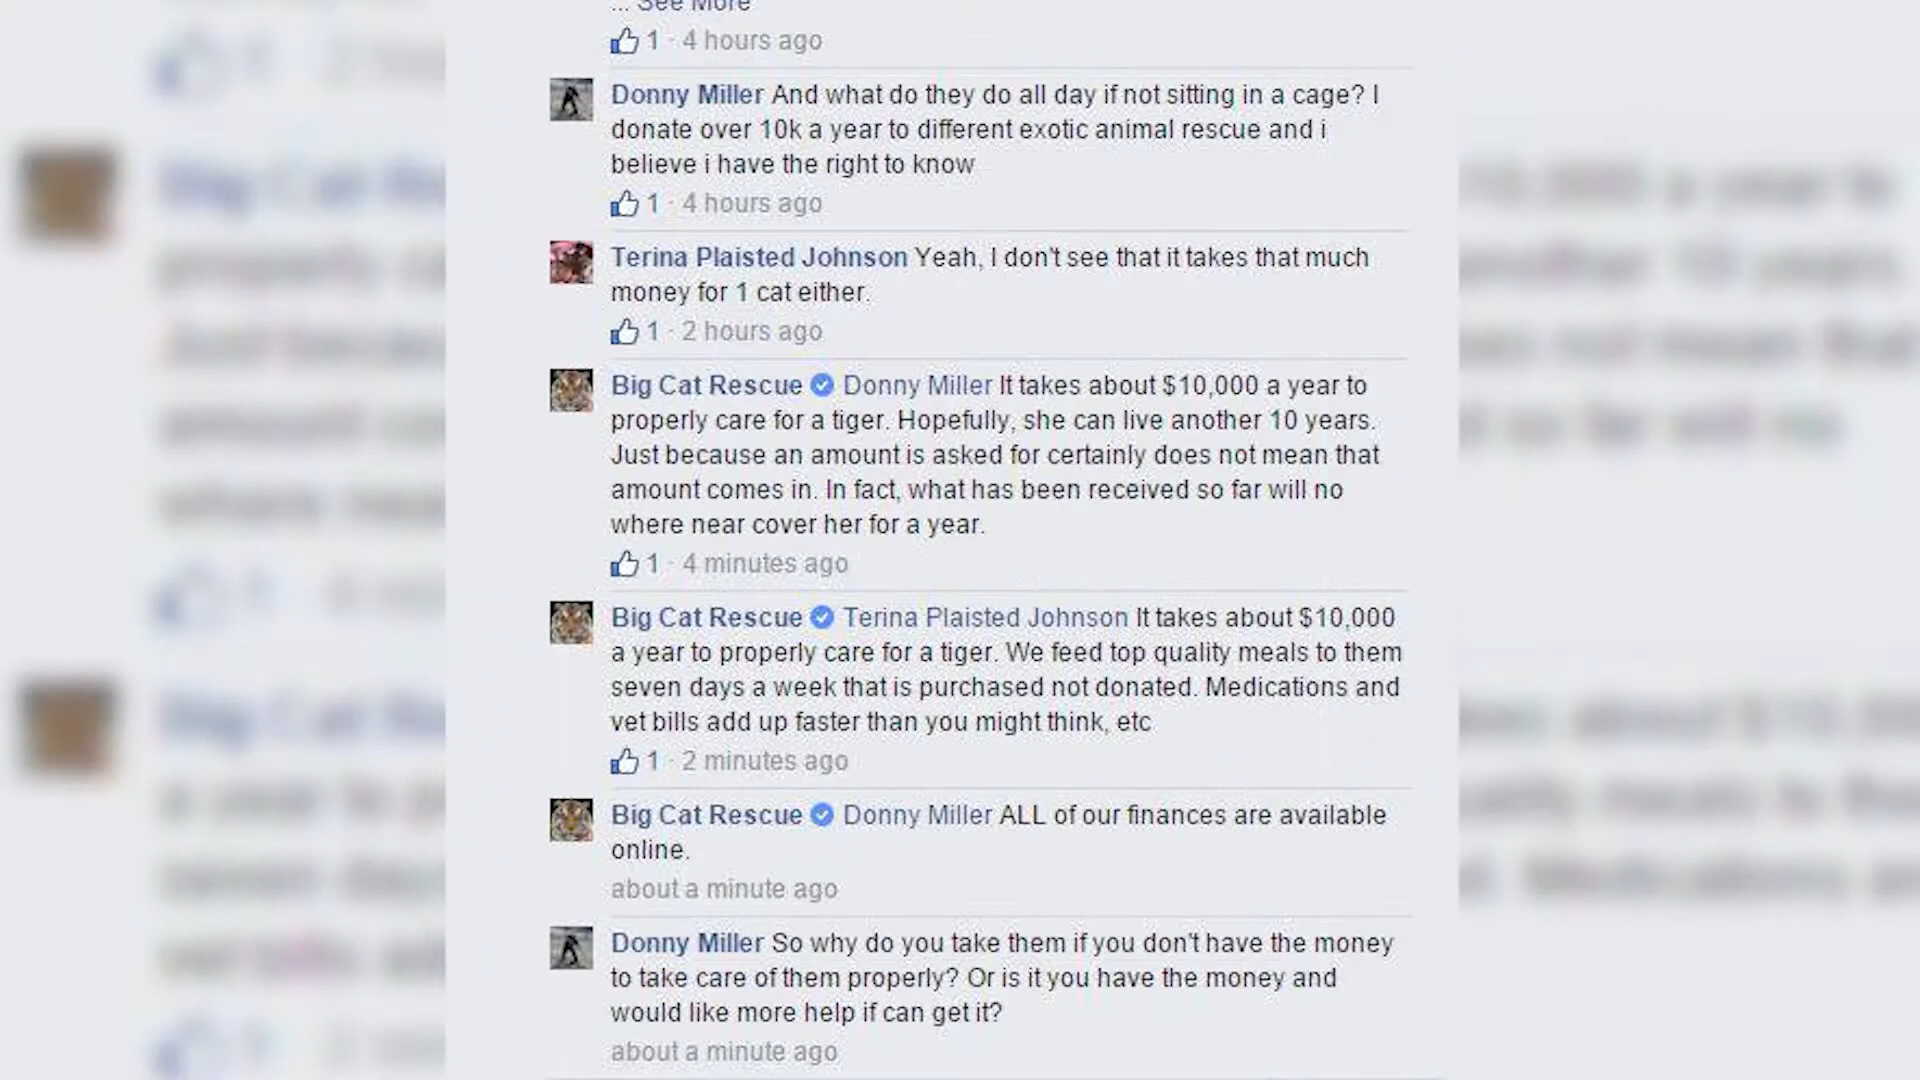 ... See More
1 · 4 hours ago
Donny Miller And what do they do all day if not sitting in a cage? I
donate over 10k a year to different exotic animal rescue and i
believe i have the right to know
1 · 4 hours ago
Terina Plaisted Johnson Yeah, I don't see that it takes that much
money for 1 cat either.
1 · 2 hours ago
Big Cat Rescue Donny Miller It takes about $10,000 a year to
properly care for a tiger. Hopefully, she can live another 10 years.
Just because an amount is asked for certainly does not mean that
amount comes in. In fact, what has been received so far will no
where near cover her for a year.
1 · 4 minutes ago
Big Cat Rescue Terina Plaisted Johnson It takes about $10,000
a year to properly care for a tiger. We feed top quality meals to them
seven days a week that is purchased not donated. Medications and
vet bills add up faster than you might think, etc
1 · 2 minutes ago
Big Cat Rescue Donny Miller ALL of our finances are available
online.
about a minute ago
Donny Miller So why do you take them if you don't have the money
to take care of them properly? Or is it you have the money and
would like more help if can get it?
about a minute ago